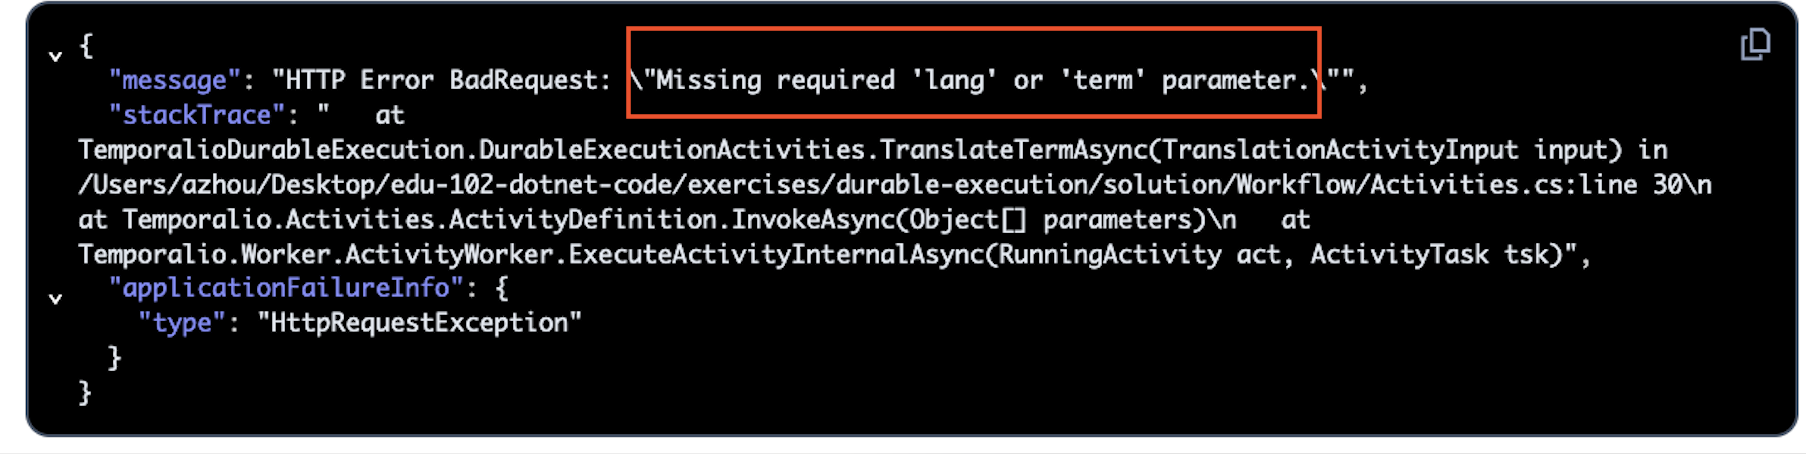 {
"message": "HTTP Error BadRequest: \"Missing required 'lang' or 'term' parameter.\"",
"stackTrace": "   at
TemporalioDurableExecution.DurableExecutionActivities.TranslateTermAsync(TranslationActivityInput input) in
/Users/azhou/Desktop/edu-102-dotnet-code/exercises/durable-execution/solution/Workflow/Activities.cs:line 30\n
at Temporalio.Activities.ActivityDefinition.InvokeAsync(Object[] parameters)\n   at
Temporalio.Worker.ActivityWorker.ExecuteActivityInternalAsync(RunningActivity act, ActivityTask tsk)",
"applicationFailureInfo": {
"type": "HttpRequestException"
}
}